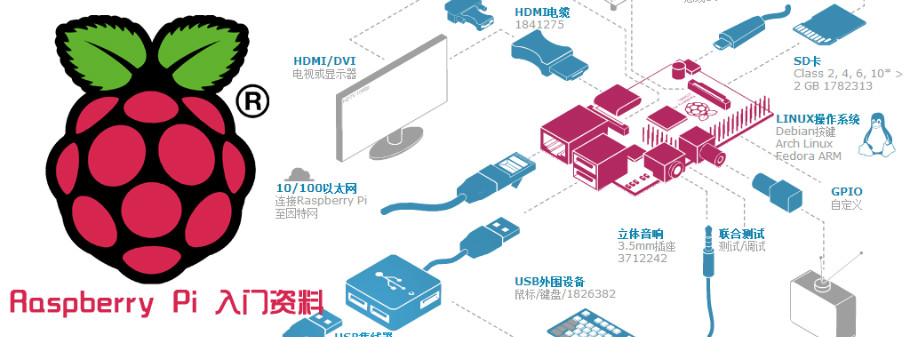 HDMI电缆
1841275
HDMI/DVI
电视或显示器
SD卡
Class 2, 4, 6, 10* >
2 GB 1782313
®
LINUX操作系统
Debian按键
Arch Linux
Fedora ARM
10/100以太网
连接Raspberry Pi
至因特网
GPIO
自定义
立体音响
3.5mm插座
3712242
联合测试
测试/调试
USB外围设备
鼠标/键盘/1826382
Raspberry Pi 入门资料
USB集线器